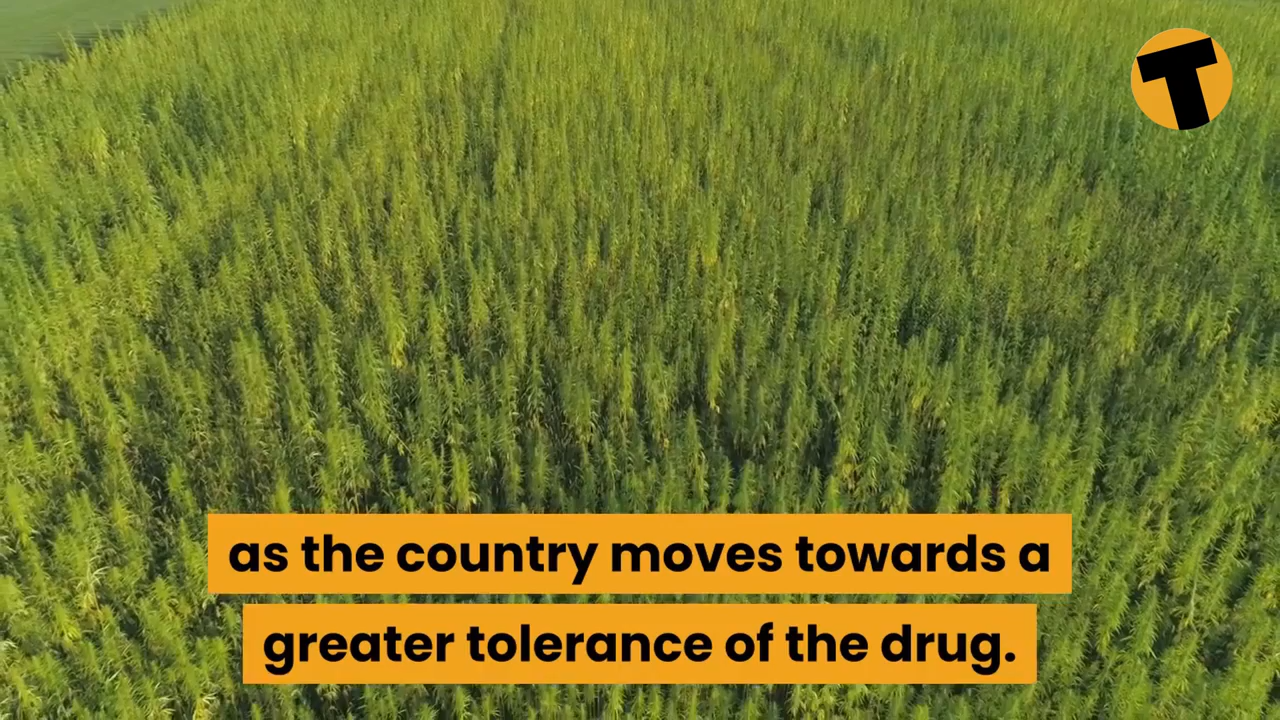 T
as the country moves towards a
greater tolerance of the drug.